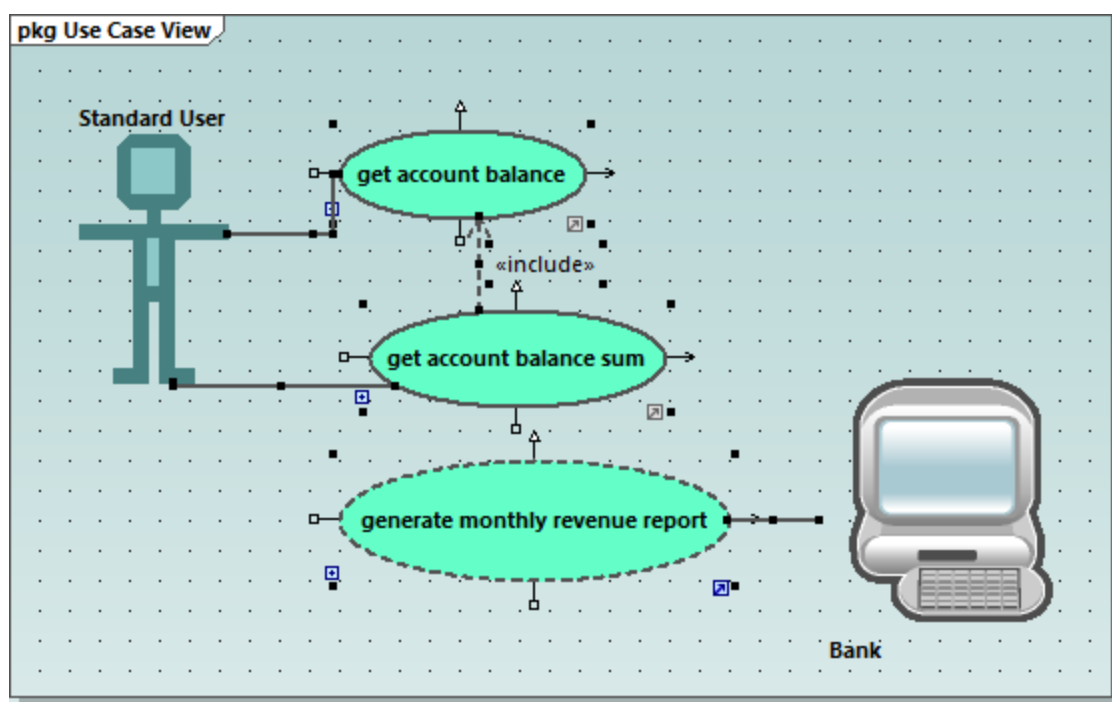 pkg Use Case View
Standard User
get account balance
«include»
get account balance sum
generate monthly revenue report
Bank